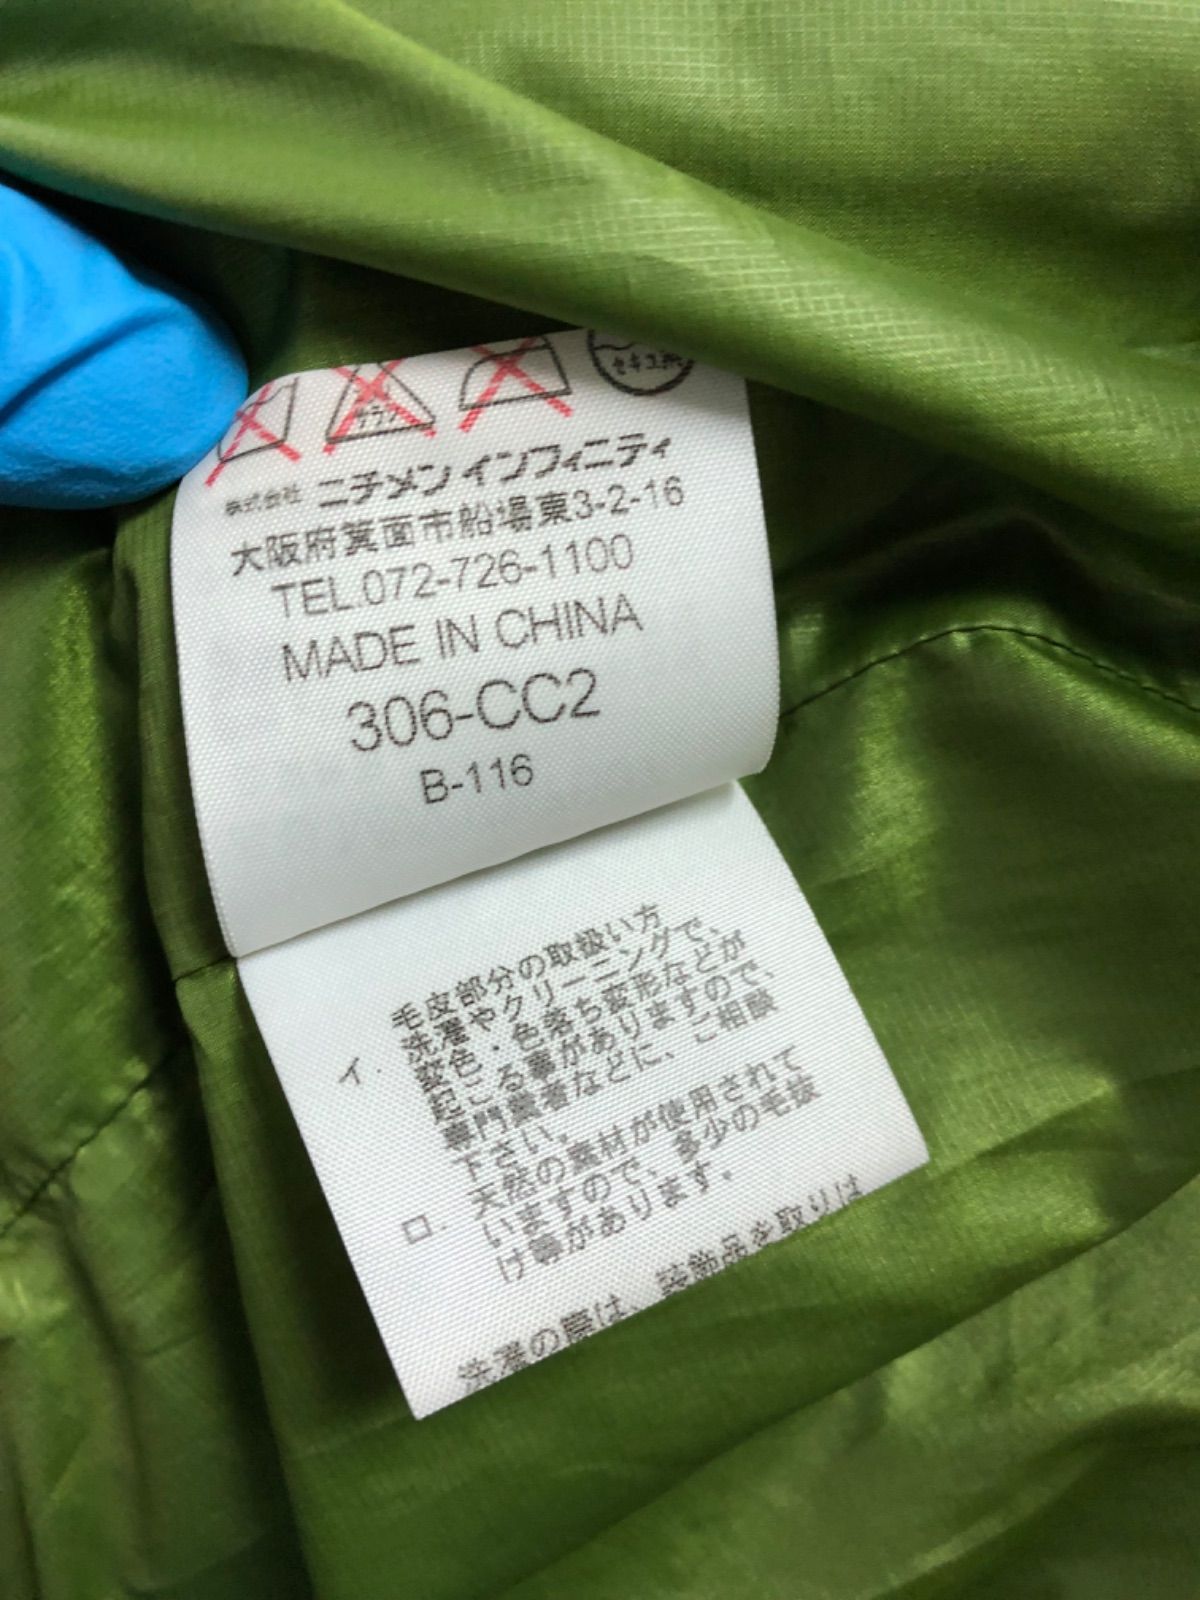 セキユ系
株式会社 ニチメンインフィニティ
大阪府箕面市船場東3-2-16
TEL.072-726-1100
MADE IN CHINA
306-CC2
B-116
毛皮部分の取扱い方
イ. 洗濯やクリーニングで、
変色・色落ち変形などが
起こる事がありますので、
専門業者などに、ご相談
下さい。
ロ. 天然の素材が使用されて
いますので、多少の毛抜
け等があります。
洗濯の際は、装飾品を取りは